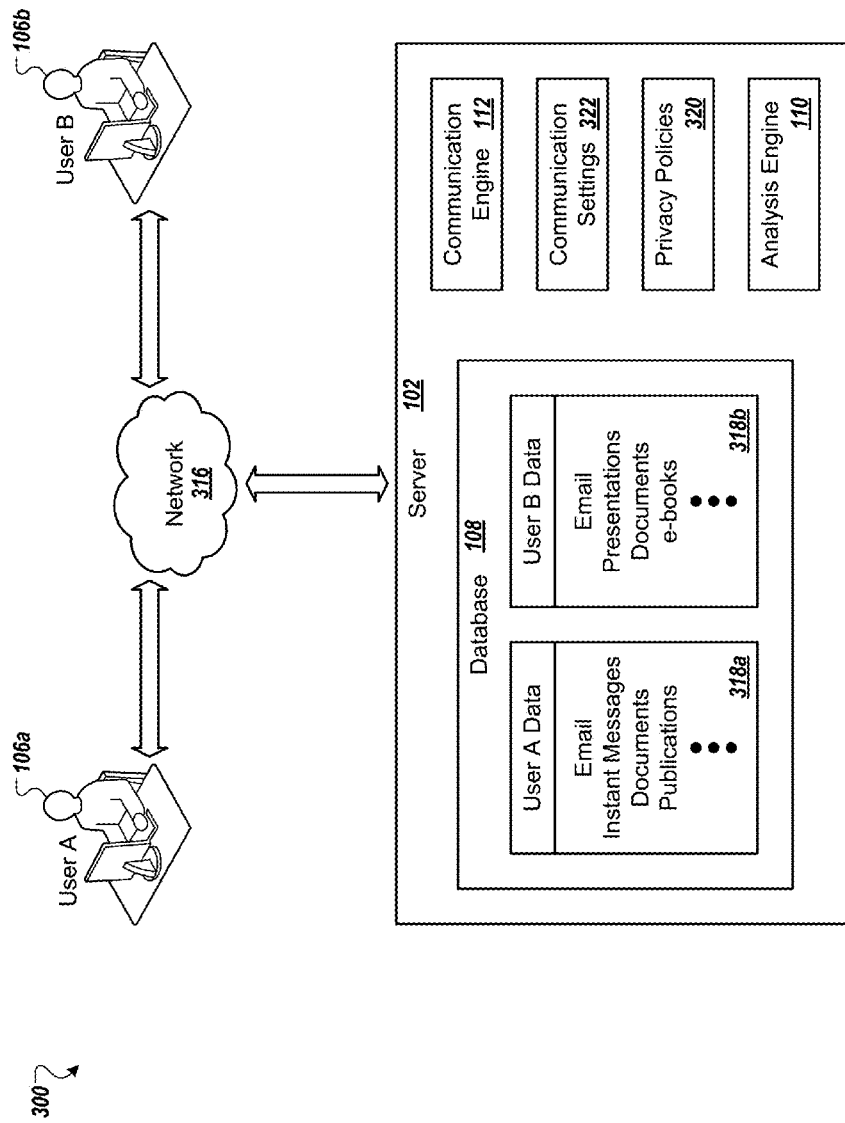 300
User A
106a
User B
106b
Network
316
Server 102
Database 108
User A Data
Email
Instant Messages
Documents
Publications
318a
User B Data
Email
Presentations
Documents
e-books
318b
Communication
Engine 112
Communication
Settings 322
Privacy Policies
320
Analysis Engine
110